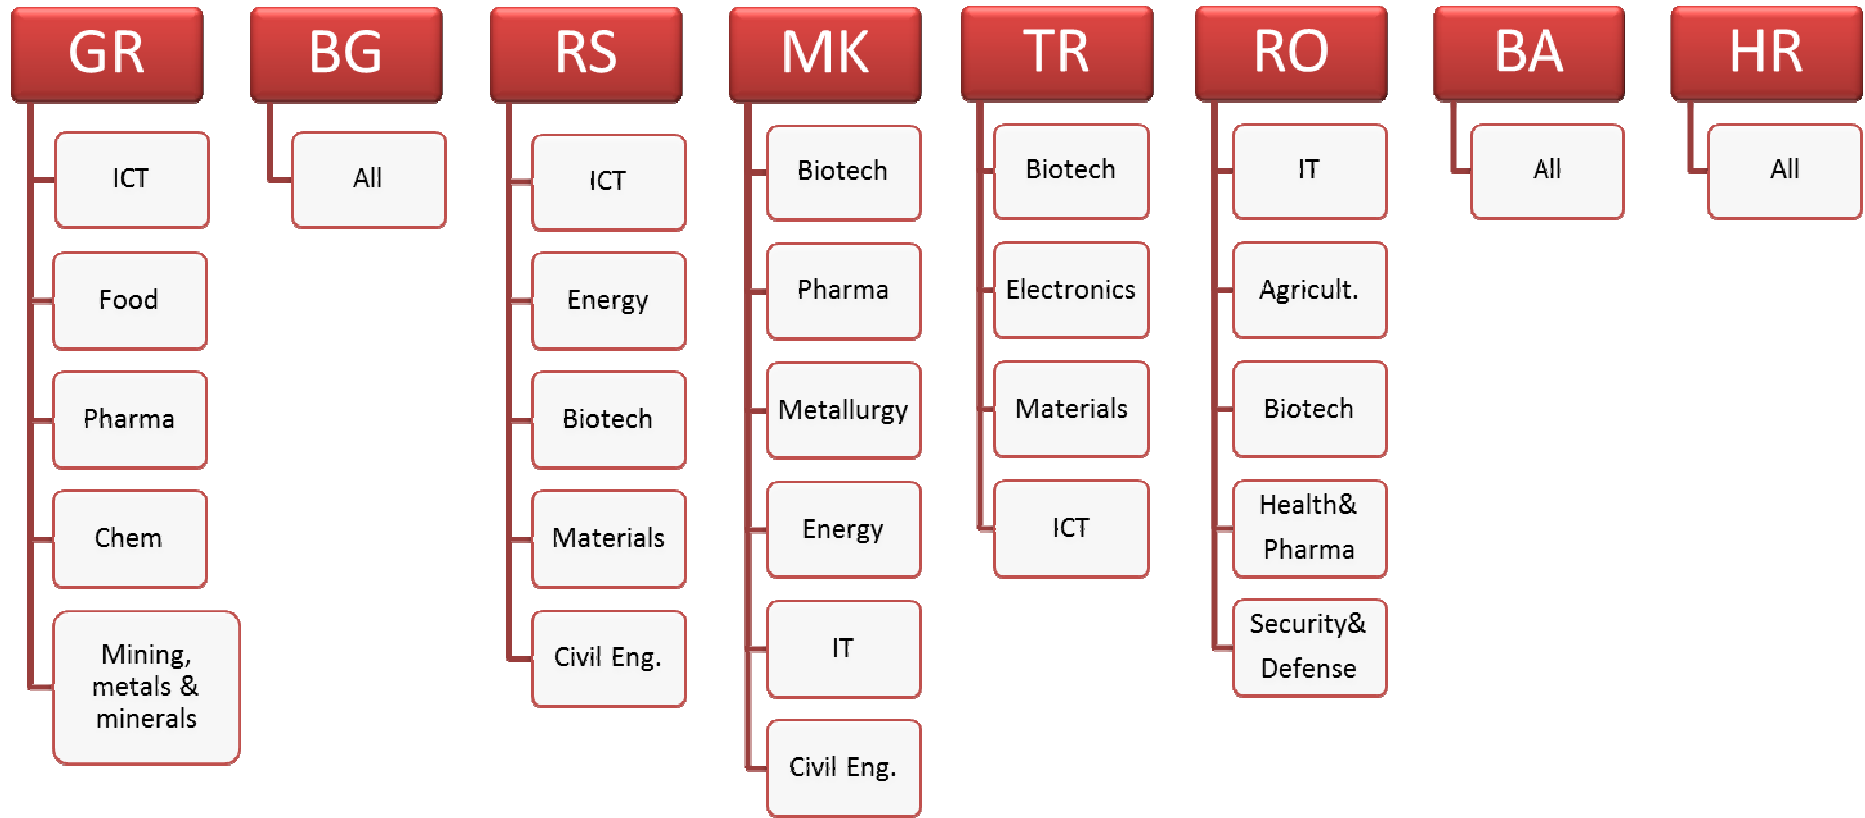 GR
ICT
Food
Pharma
Chem
Mining,
metals &
minerals
BG
All
RS
ICT
Energy
Biotech
Materials
Civil Eng.
MK
Biotech
Pharma
Metallurgy
Energy
IT
Civil Eng.
TR
Biotech
Electronics
Materials
ICT
RO
IT
Agricult.
Biotech
Health&
Pharma
Security&
Defense
BA
All
HR
All